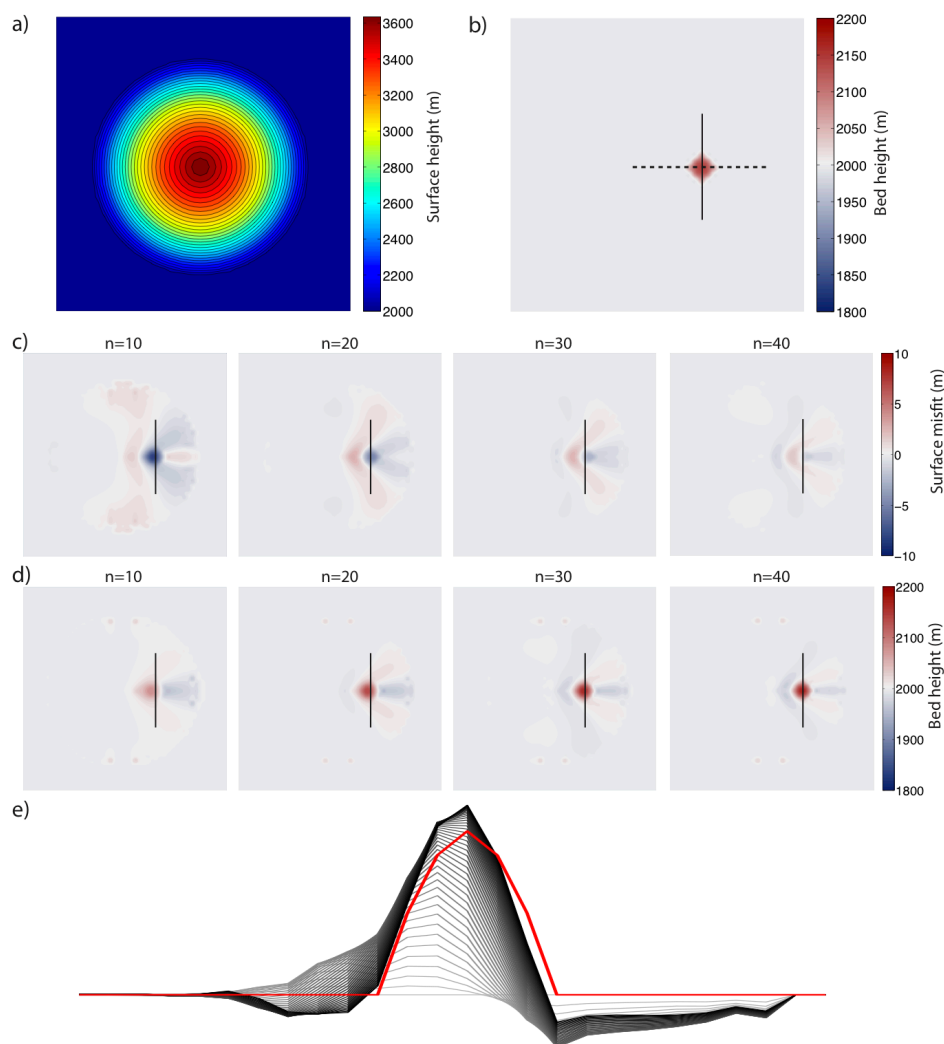 a)
3600
3400
3200
3000
2800
2600
2400
2200
2000
Surface height (m)
b)
2200
2150
2100
2050
2000
1950
1900
1850
1800
Bed height (m)
c)
n=10
n=20
n=30
n=40
10
5
0
−5
−10
Surface misfit (m)
d)
n=10
n=20
n=30
n=40
2200
2100
2000
1900
1800
Bed height (m)
e)